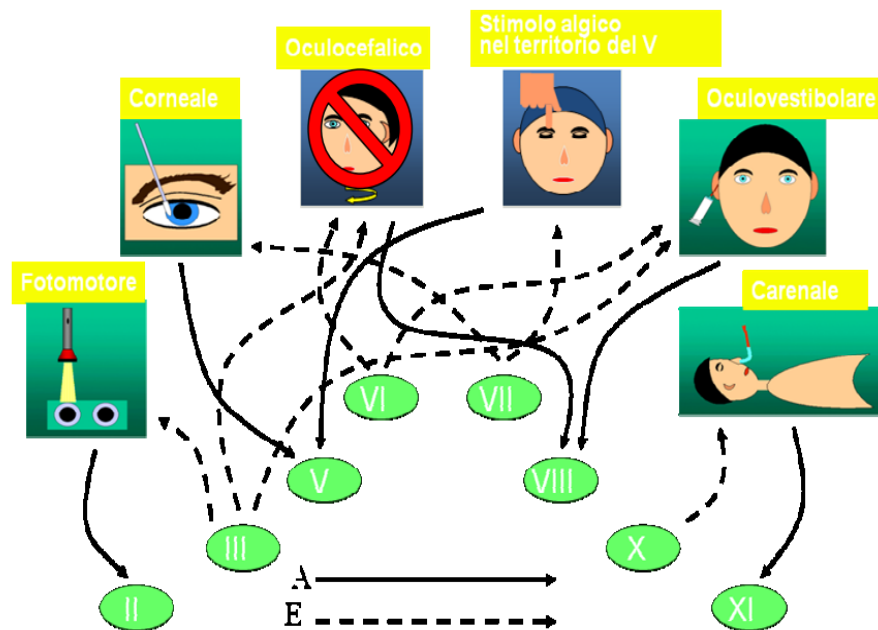 Oculocefalico
Stimolo algico
nel territorio del V
Corneale
Oculovestibolare
Fotomotore
Carenale
VI
VII
V
VIII
III
X
A
II
E
XI